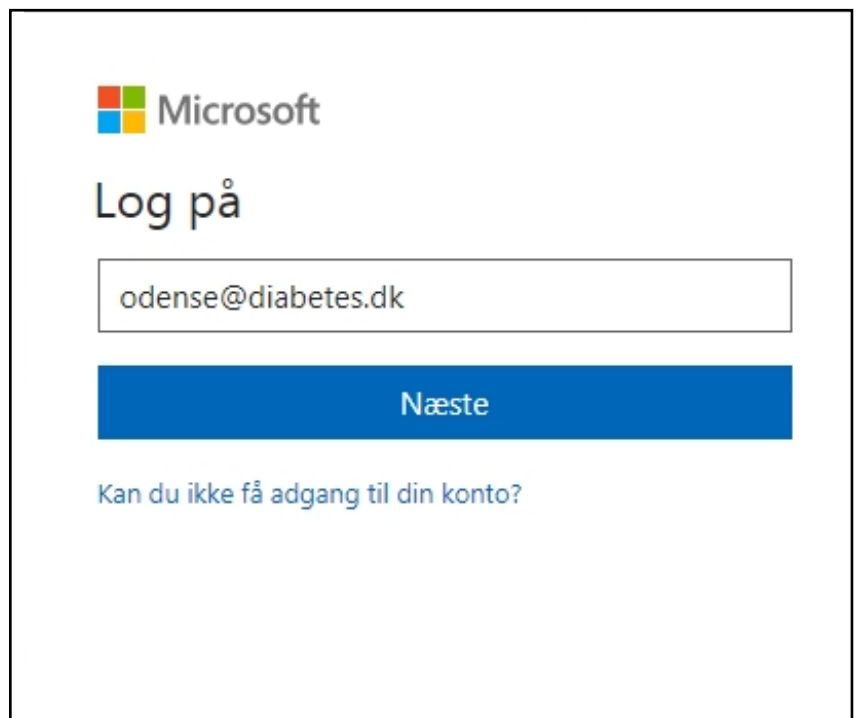 Microsoft
Log på
odense@diabetes.dk
Næste
Kan du ikke få adgang til din konto?